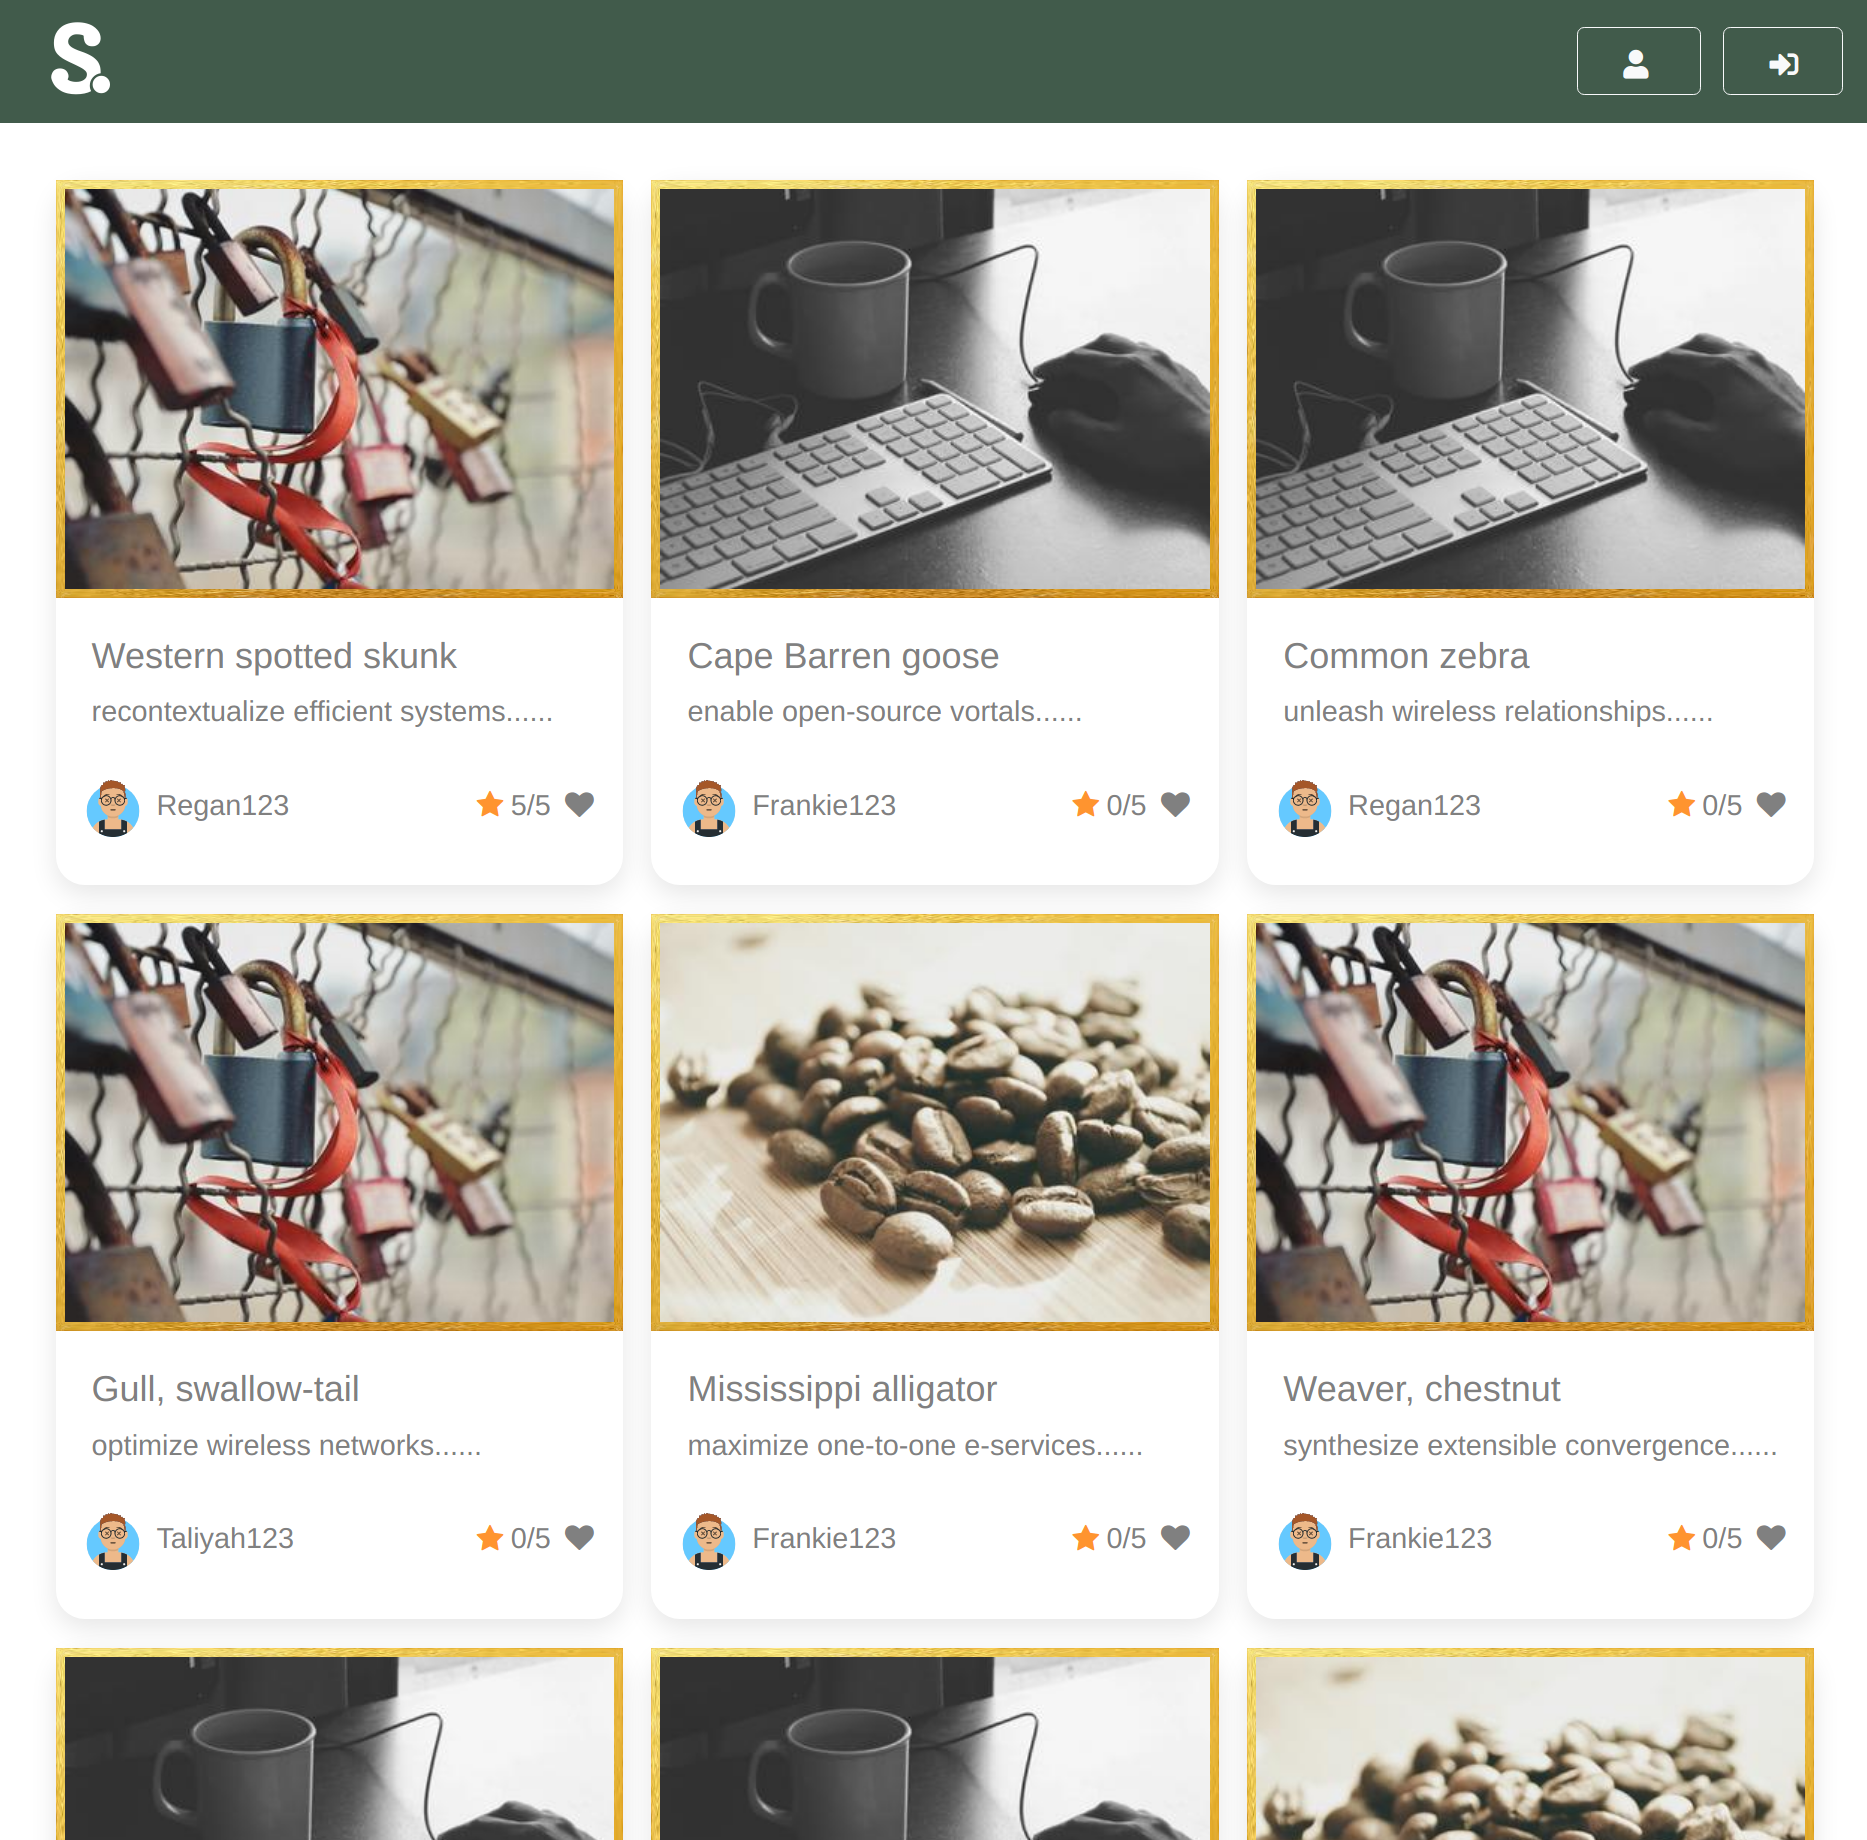 S.
Western spotted skunk
recontextualize efficient systems......
Regan123
5/5
Cape Barren goose
enable open-source vortals......
Frankie123
0/5
Common zebra
unleash wireless relationships......
Regan123
0/5
Gull, swallow-tail
optimize wireless networks......
Taliyah123
0/5
Mississippi alligator
maximize one-to-one e-services......
Frankie123
0/5
Weaver, chestnut
synthesize extensible convergence......
Frankie123
0/5